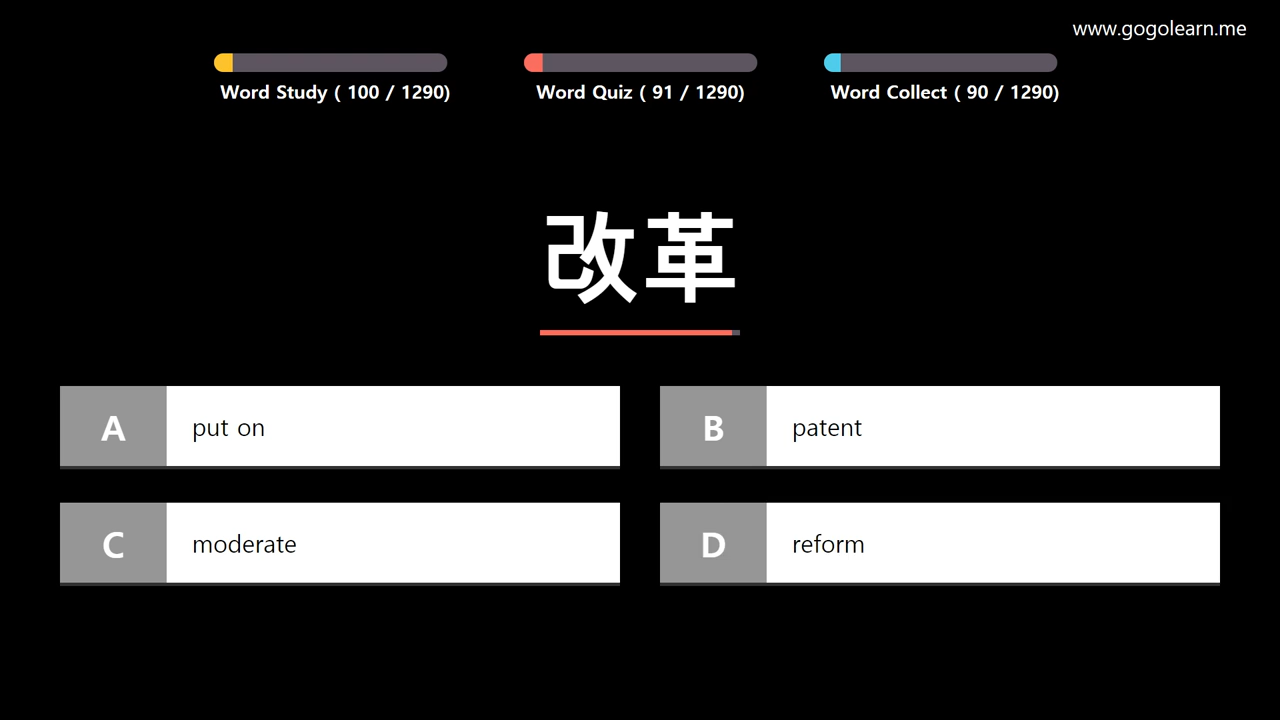 www.gogolearn.me
Word Study ( 100 / 1290)
Word Quiz ( 91 / 1290)
Word Collect ( 90 / 1290)
改革
A
put on
B
patent
C
moderate
D
reform